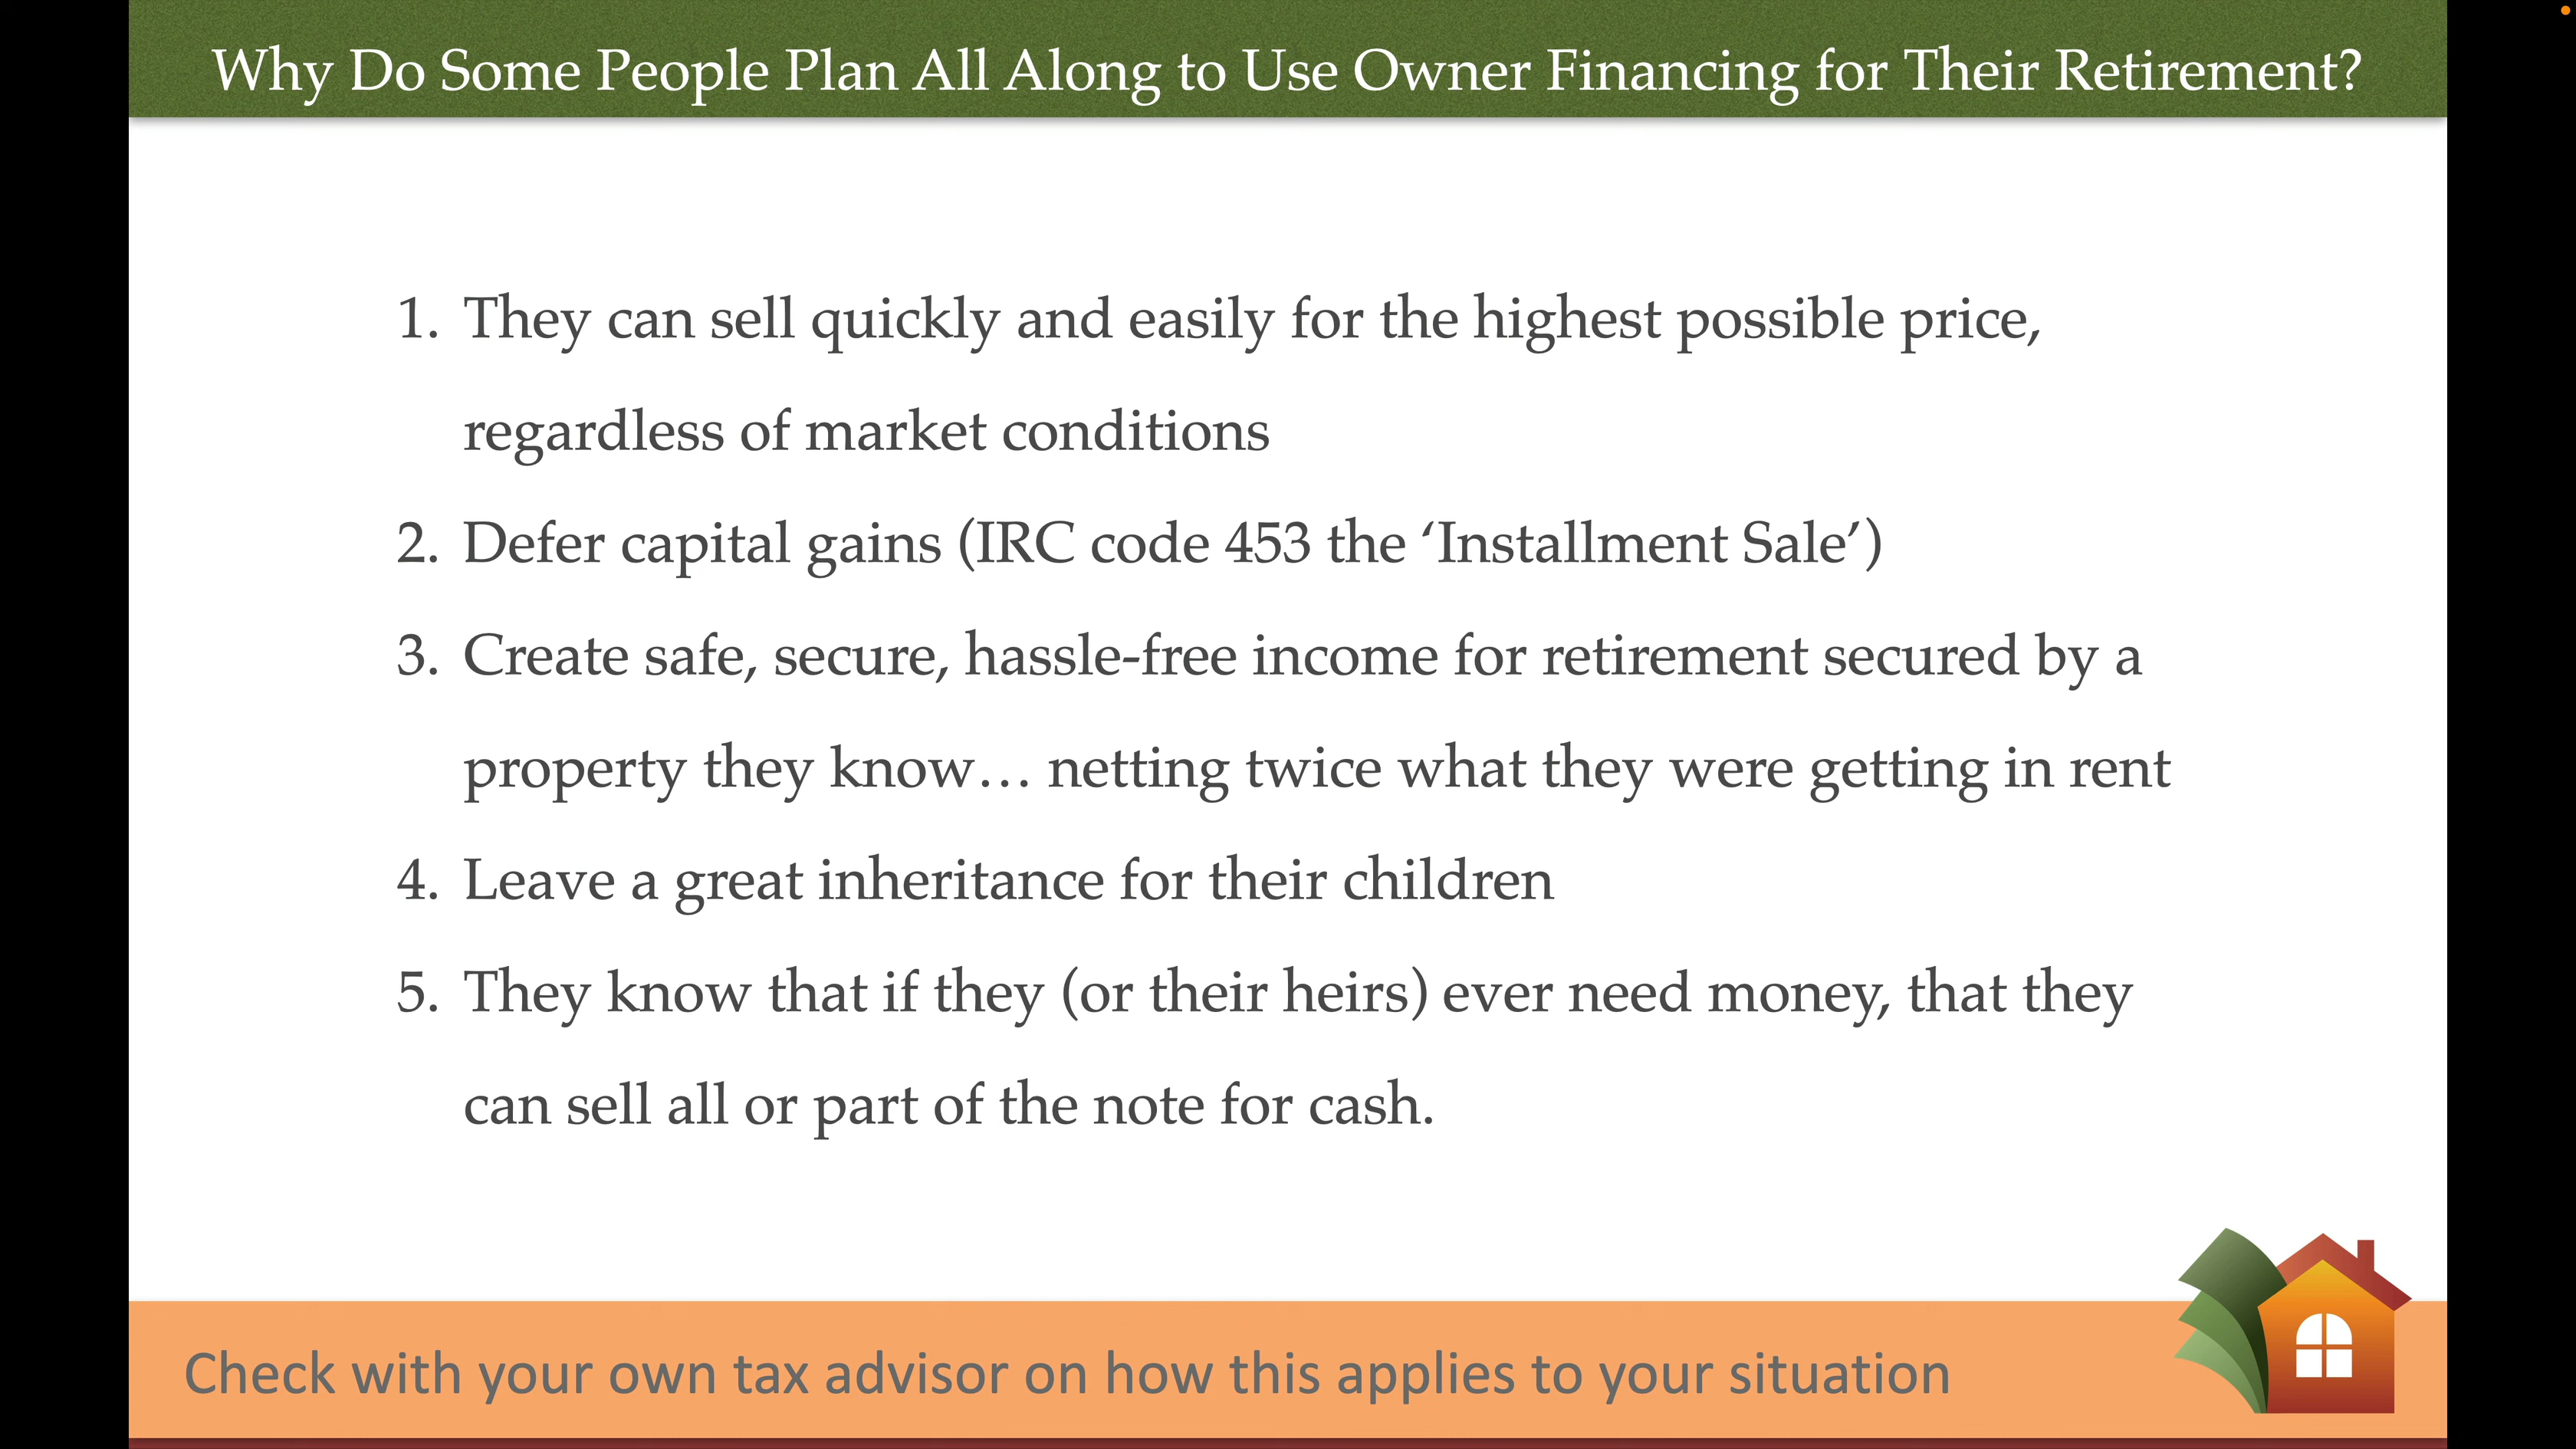 Why Do Some People Plan All Along to Use Owner Financing for Their Retirement?
1. They can sell quickly and easily for the highest possible price,
regardless of market conditions
2. Defer capital gains (IRC code 453 the ‘Installment Sale’)
3. Create safe, secure, hassle-free income for retirement secured by a
property they know… netting twice what they were getting in rent
4. Leave a great inheritance for their children
5. They know that if they (or their heirs) ever need money, that they
can sell all or part of the note for cash.
Check with your own tax advisor on how this applies to your situation